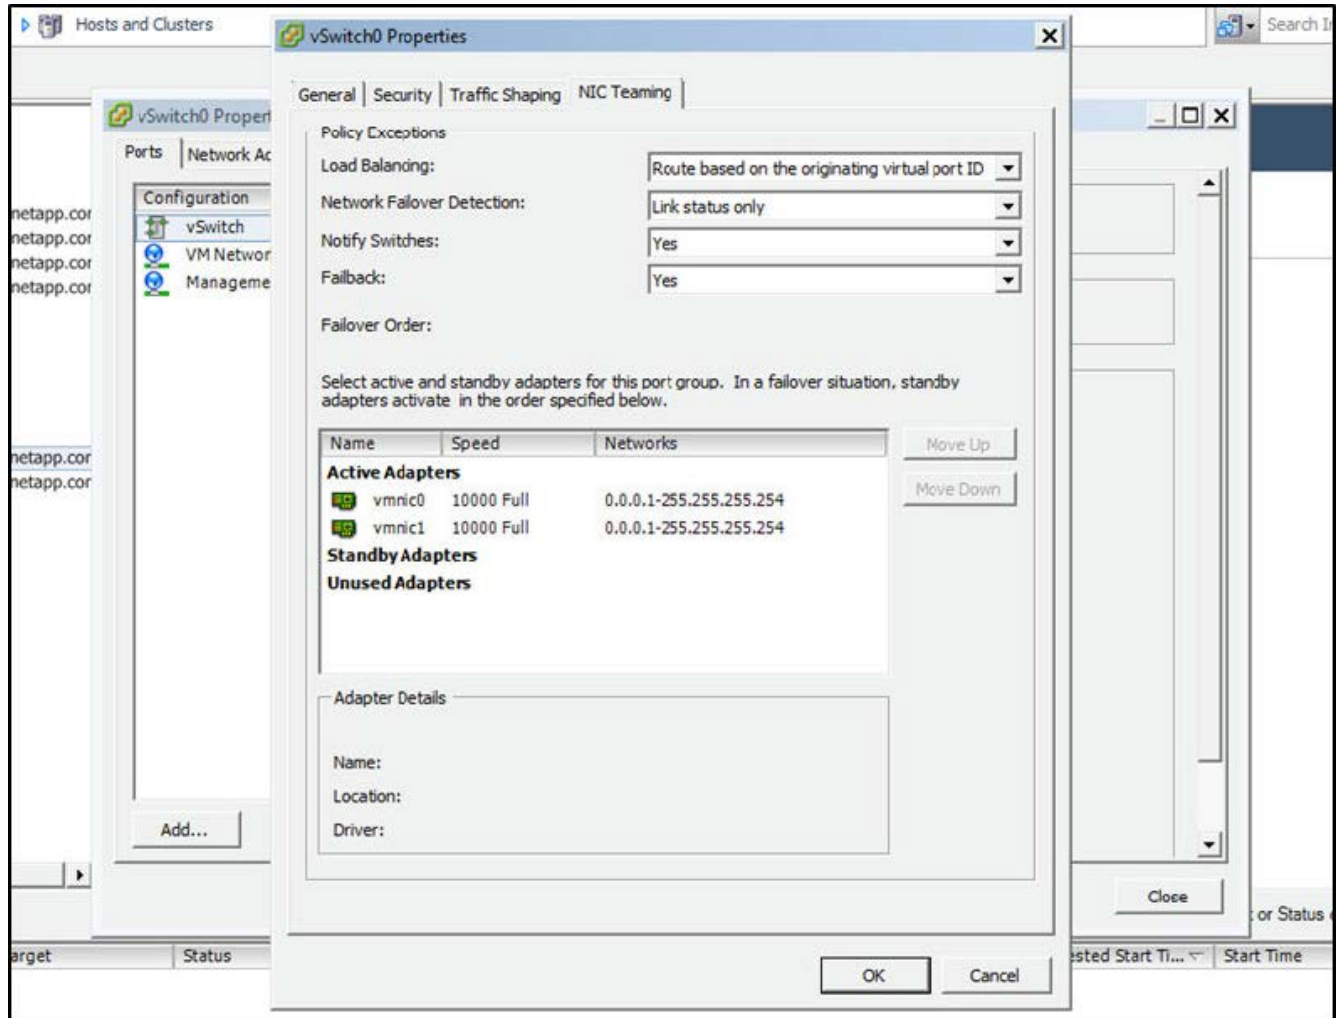 Hosts and Clusters
Search In
vSwitch0 Properties
vSwitch0 Propert
General Security Traffic Shaping NIC Teaming
Ports Network Ad
Policy Exceptions
Load Balancing: Route based on the originating virtual port ID
Network Failover Detection: Link status only
Notify Switches: Yes
Failback: Yes
Failover Order:
Configuration
vSwitch
VM Networ
Manageme
netapp.cor
netapp.cor
netapp.cor
netapp.cor
Select active and standby adapters for this port group. In a failover situation, standby
adapters activate in the order specified below.
Name Speed Networks
Active Adapters
vmnic0 10000 Full 0.0.0.1-255.255.255.254
vmnic1 10000 Full 0.0.0.1-255.255.255.254
Standby Adapters
Unused Adapters
Move Up
Move Down
netapp.cor
netapp.cor
Adapter Details
Name:
Location:
Driver:
Add...
Close
or Status
OK Cancel
arget Status ested Start Ti... Start Time